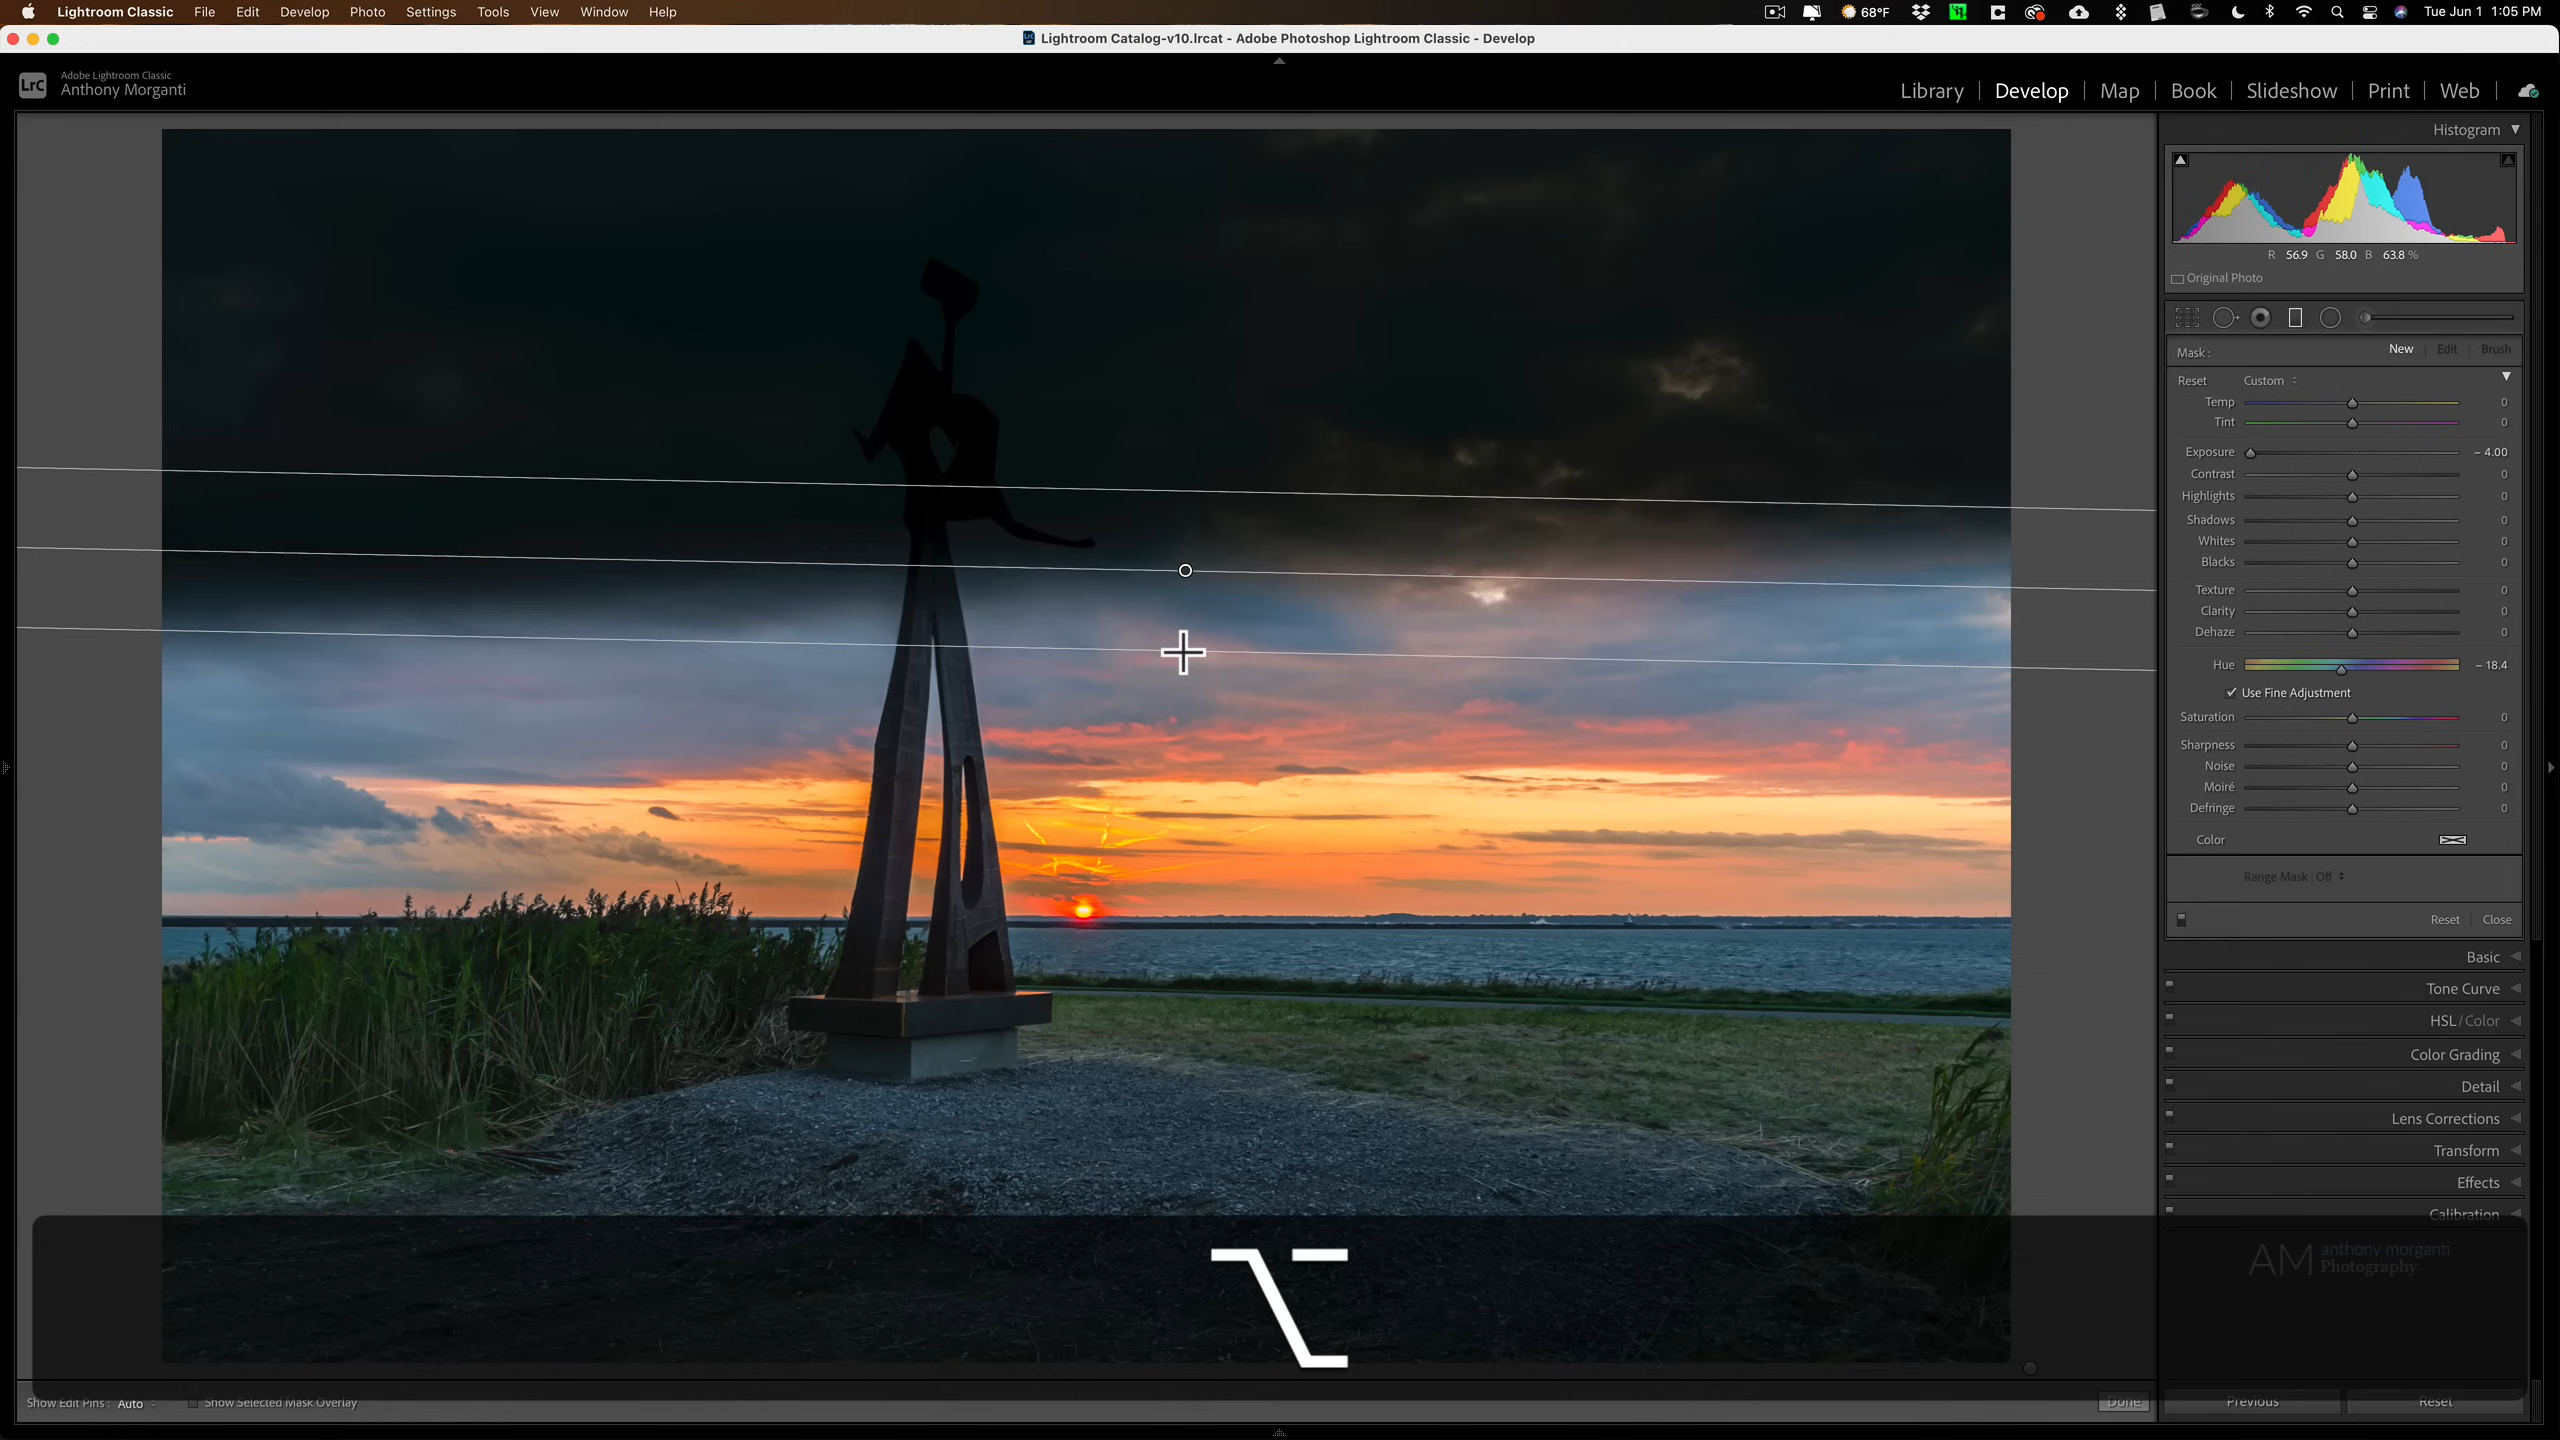 Lightroom Classic File Edit Develop Photo Settings Tools View Window Help 68°F Tue Jun 1 1:05 PM
Lightroom Catalog-v10.lrcat - Adobe Photoshop Lightroom Classic - Develop
LrC
Adobe Lightroom Classic
Anthony Morganti
Library | Develop | Map | Book | Slideshow | Print | Web
Histogram
R 56.9 G 58.0 B 63.8 %
Original Photo
Mask : New | Edit | Brush
Reset Custom
Temp 0
Tint 0
Exposure – 4.00
Contrast 0
Highlights 0
Shadows 0
Whites 0
Blacks 0
Texture 0
Clarity 0
Dehaze 0
Hue – 18.4
Use Fine Adjustment
Saturation 0
Sharpness 0
Noise 0
Moiré 0
Defringe 0
Color
Range Mask : Off
Reset | Close
Basic
Tone Curve
HSL / Color
Color Grading
Detail
Lens Corrections
Transform
Effects
Calibration
AM anthony morganti
Photography
⌥
Show Edit Pins : Auto Show Selected Mask Overlay Done Previous Reset